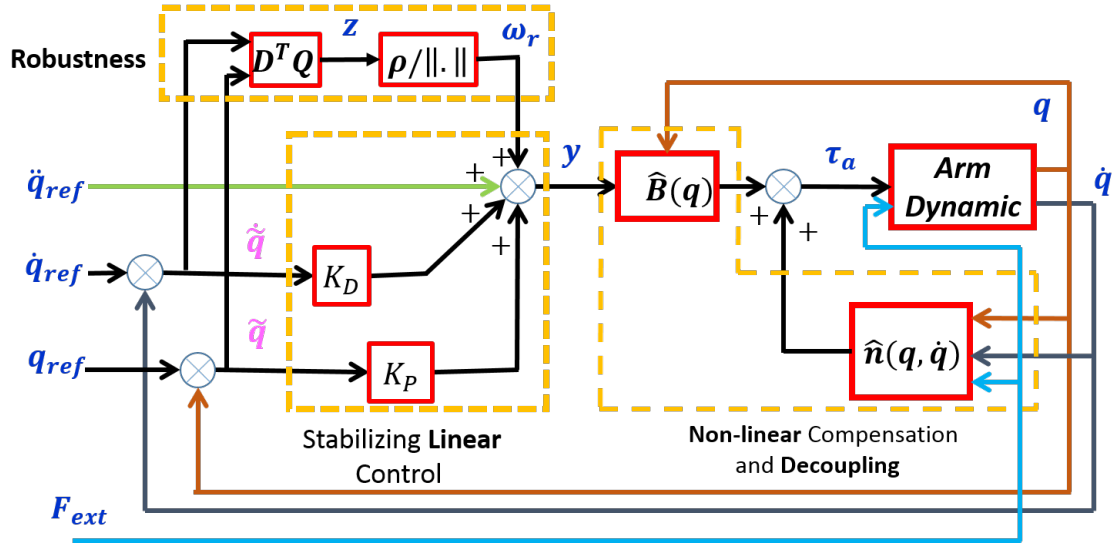 z
ω_r
Robustness
DᵀQ
ρ/‖.‖
q
+
y
τ_a
q̈_ref
+
B̂(q)
Arm
Dynamic
q̇
+
+
+
q̃̇
+
q̇_ref
K_D
q̃
n̂(q, q̇)
q_ref
K_P
Stabilizing Linear
Control
Non-linear Compensation
and Decoupling
F_ext